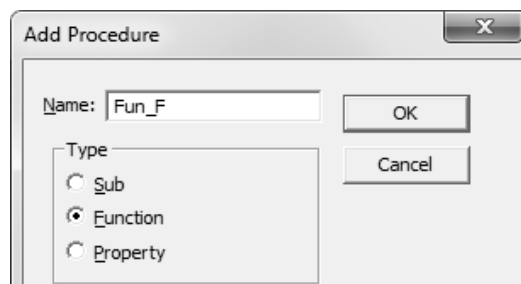 Add Procedure
x
Name: Fun_F
OK
Type
Cancel
Sub
Function
Property